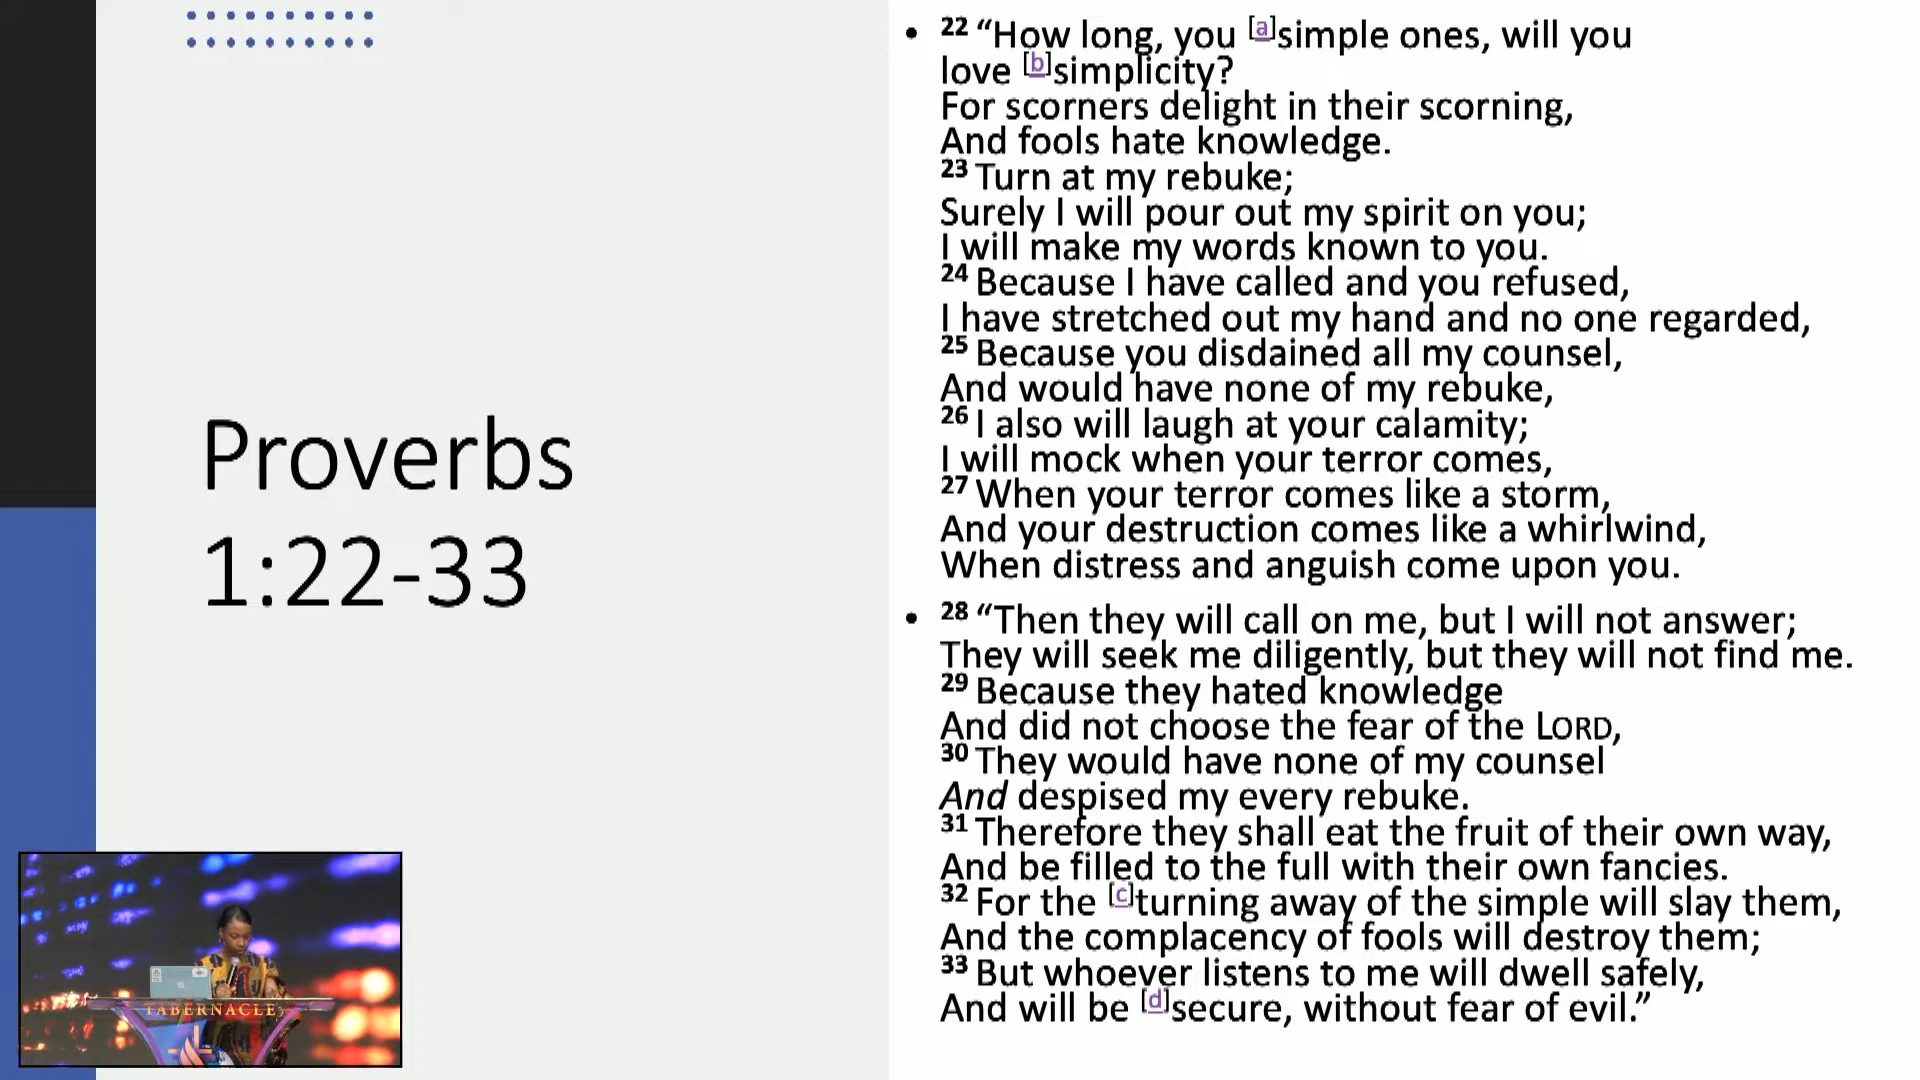 Proverbs
1:22-33
• 22 “How long, you [a]simple ones, will you
love [b]simplicity?
For scorners delight in their scorning,
And fools hate knowledge.
23 Turn at my rebuke;
Surely I will pour out my spirit on you;
I will make my words known to you.
24 Because I have called and you refused,
I have stretched out my hand and no one regarded,
25 Because you disdained all my counsel,
And would have none of my rebuke,
26 I also will laugh at your calamity;
I will mock when your terror comes,
27 When your terror comes like a storm,
And your destruction comes like a whirlwind,
When distress and anguish come upon you.
• 28 “Then they will call on me, but I will not answer;
They will seek me diligently, but they will not find me.
29 Because they hated knowledge
And did not choose the fear of the LORD,
30 They would have none of my counsel
And despised my every rebuke.
31 Therefore they shall eat the fruit of their own way,
And be filled to the full with their own fancies.
32 For the [c]turning away of the simple will slay them,
And the complacency of fools will destroy them;
33 But whoever listens to me will dwell safely,
And will be [d]secure, without fear of evil.”
TABERNACLE